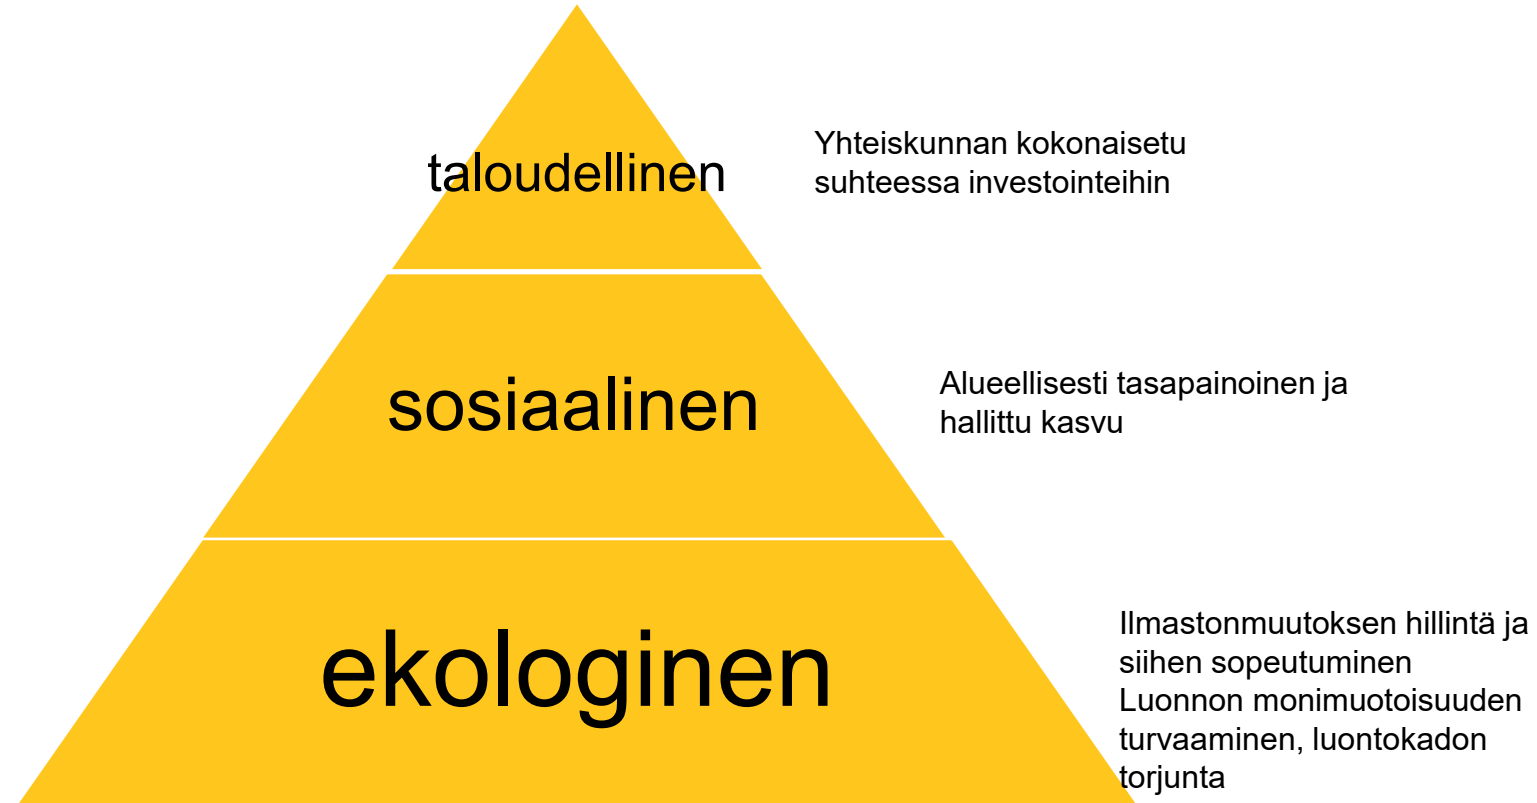 taloudellinen
Yhteiskunnan kokonaisetu
suhteessa investointeihin
sosiaalinen
Alueellisesti tasapainoinen ja
hallittu kasvu
ekologinen
Ilmastonmuutoksen hillintä ja
siihen sopeutuminen
Luonnon monimuotoisuuden
turvaaminen, luontokadon
torjunta